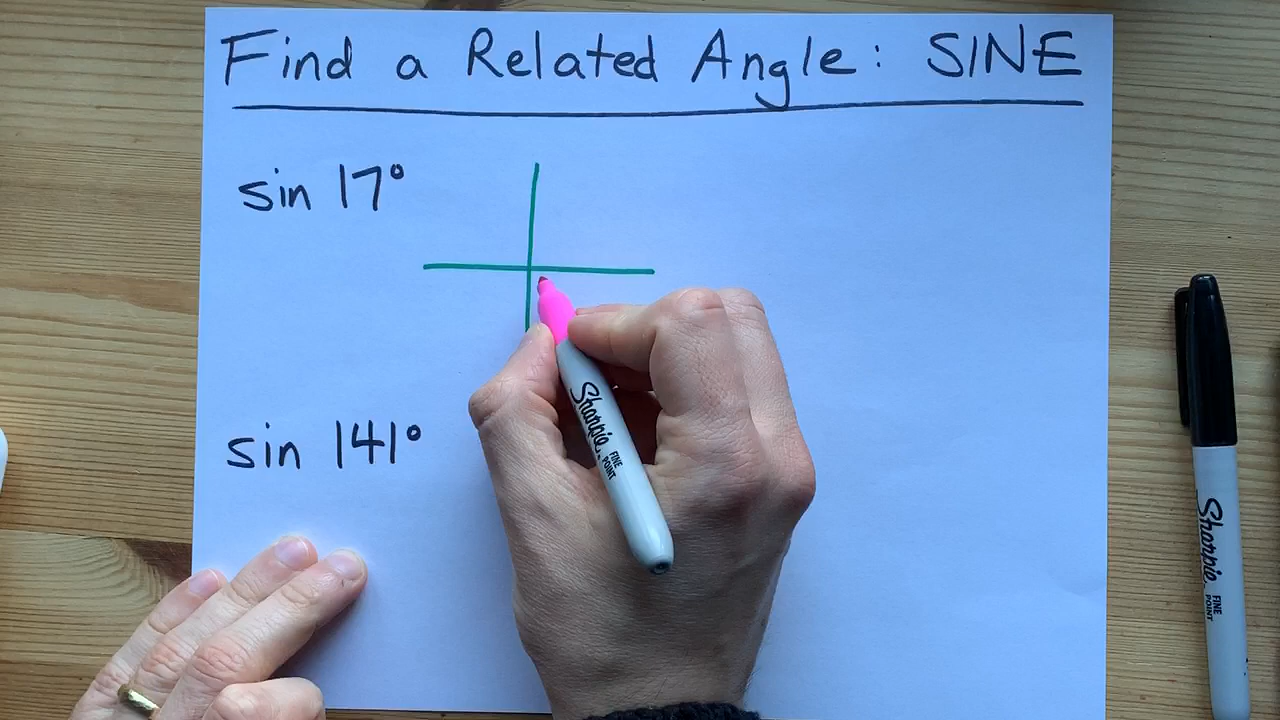 Find a Related Angle: SINE
sin 17°
sin 141°
Sharpie.
FINE
POINT
Sharpie
FINE
POINT